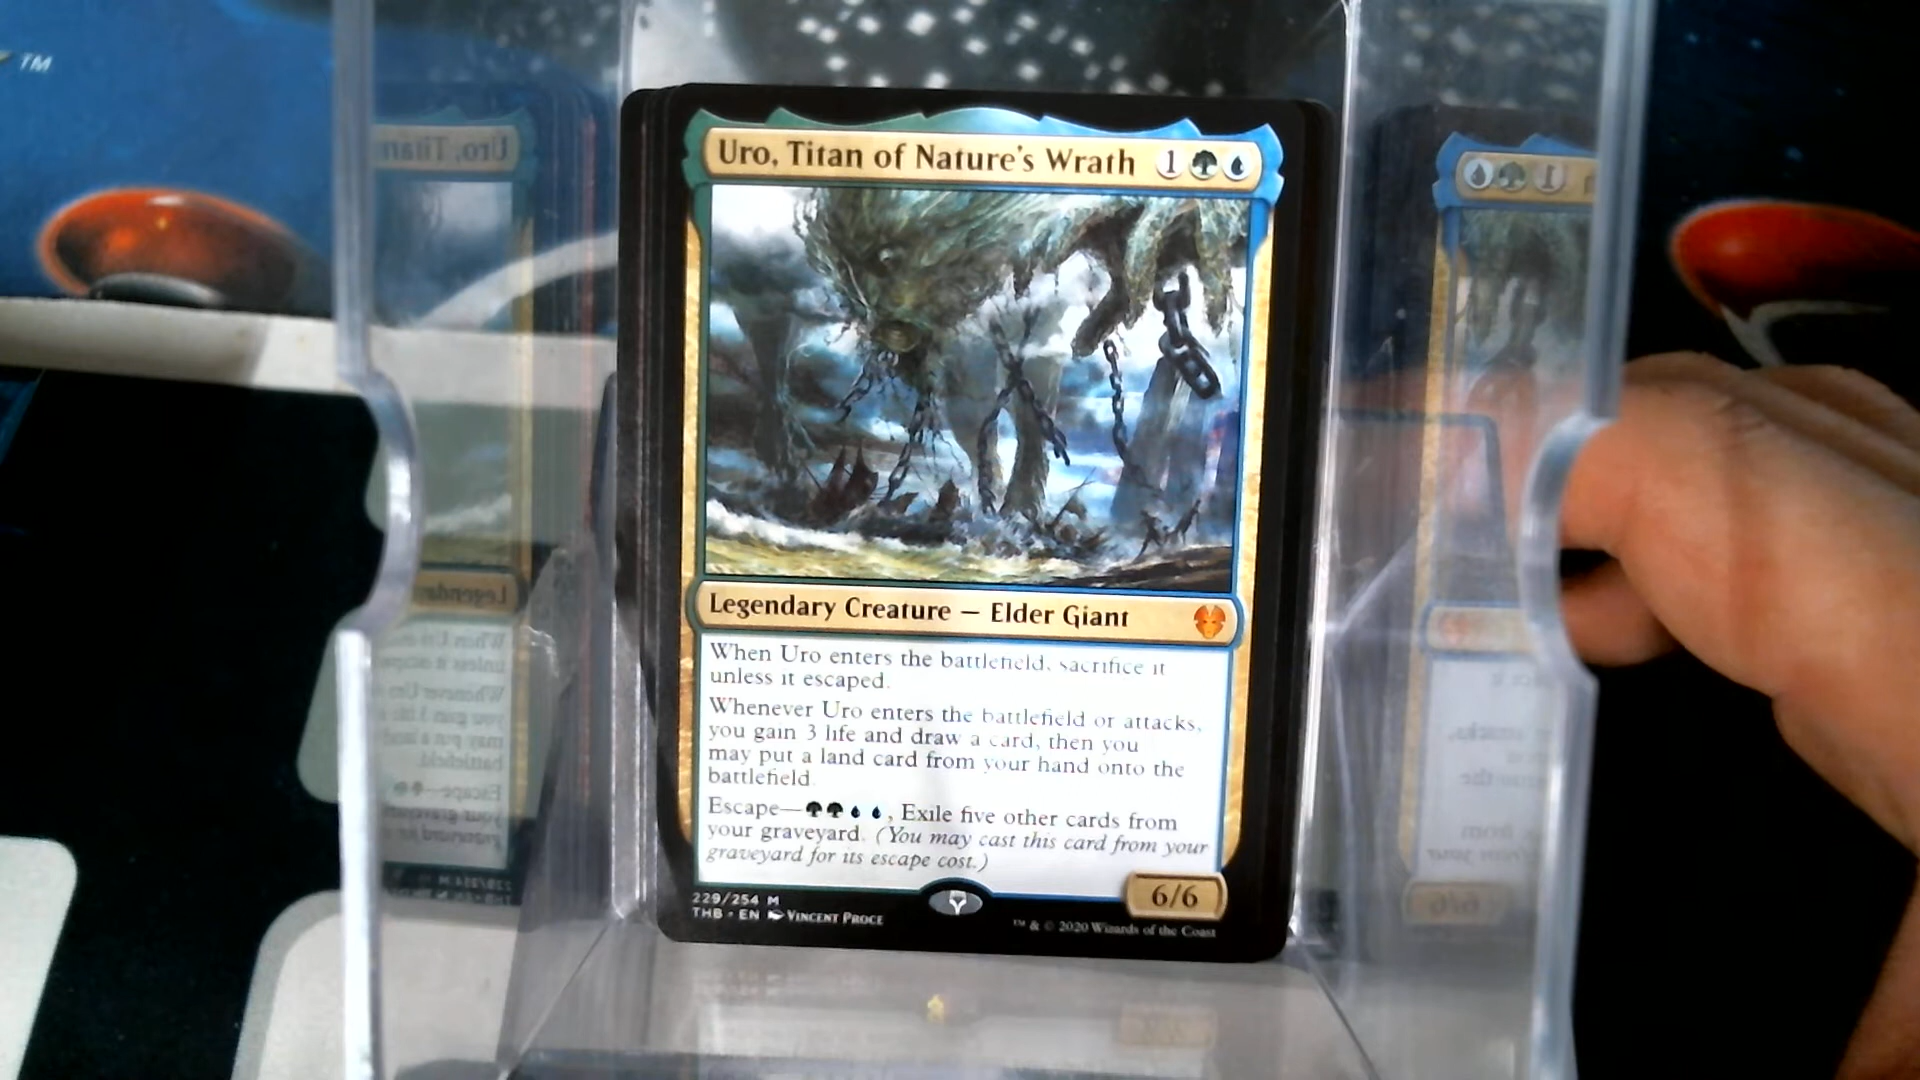 TM
Uro, Titan of Nature's Wrath 1
Legendary Creature — Elder Giant
When Uro enters the battlefield, sacrifice it
unless it escaped.
Whenever Uro enters the battlefield or attacks,
you gain 3 life and draw a card, then you
may put a land card from your hand onto the
battlefield.
Escape—, Exile five other cards from
your graveyard. (You may cast this card from your
graveyard for its escape cost.)
6/6
229/254 M
THB • EN Vincent Proce
™ & © 2020 Wizards of the Coast